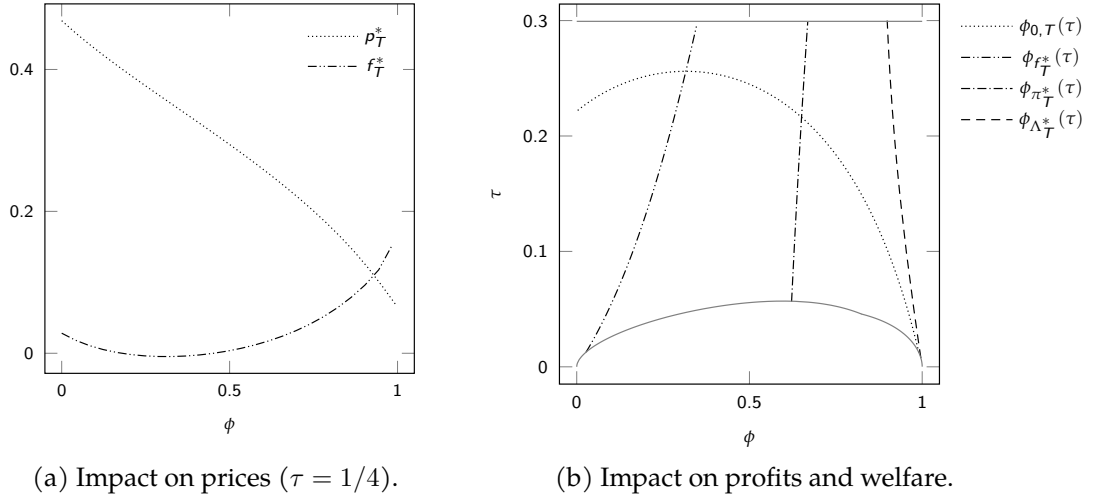 0.4
0.2
0
0
0.5
1
ϕ
p*_T
f*_T
(a) Impact on prices (τ = 1/4).
0.3
0.2
0.1
0
τ
0
0.5
1
ϕ
ϕ_{0,T}(τ)
ϕ_{f*_T}(τ)
ϕ_{π*_T}(τ)
ϕ_{Λ*_T}(τ)
(b) Impact on profits and welfare.